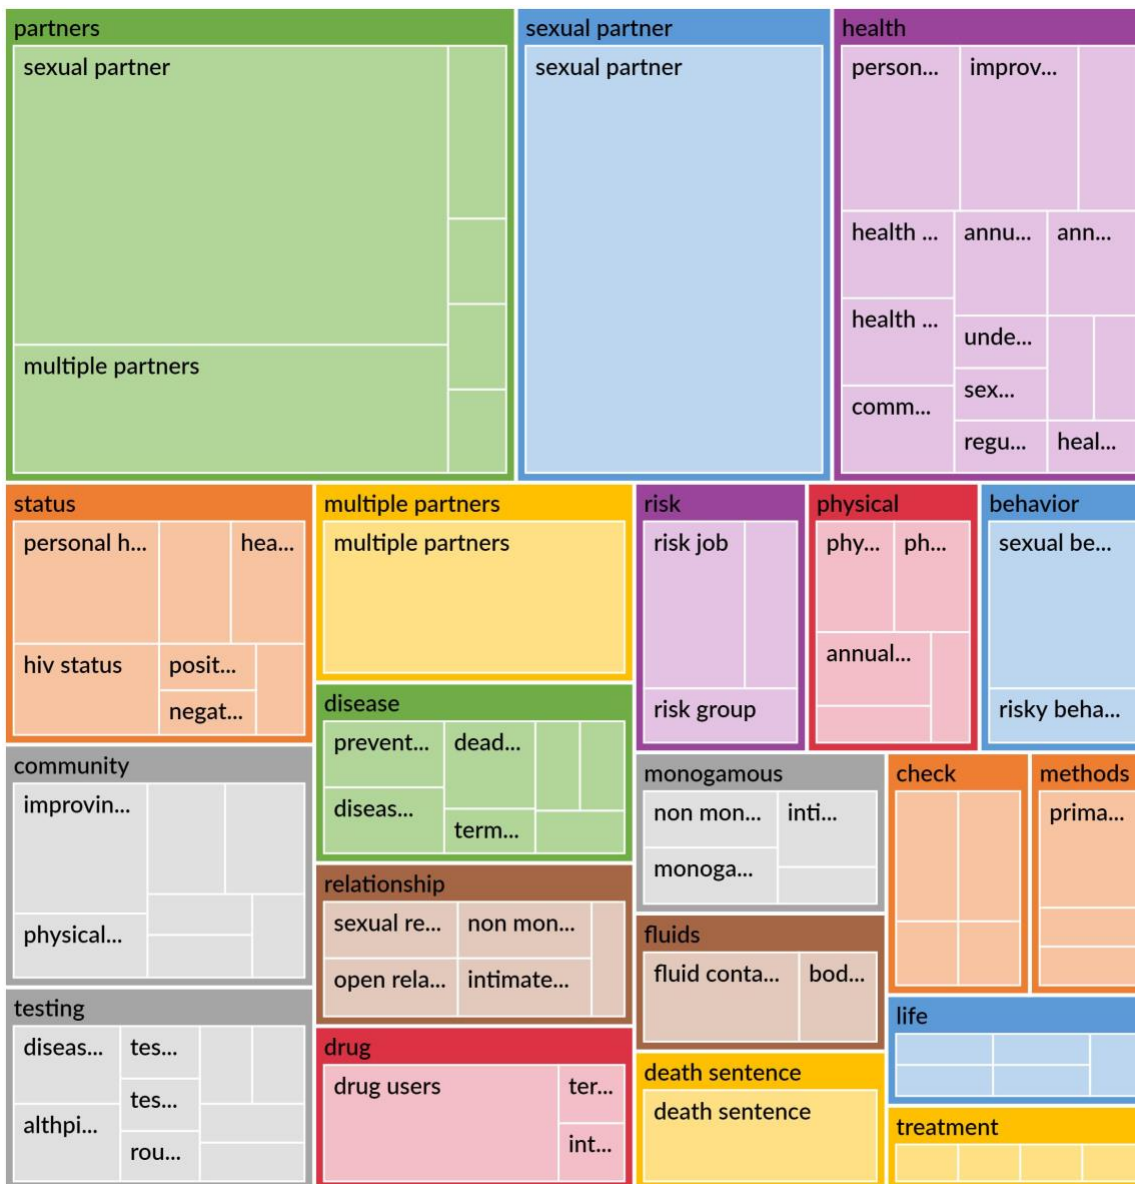 partners
sexual partner
multiple partners
sexual partner
sexual partner
health
person...
improv...
health ...
annu...
ann...
health ...
unde...
sex...
comm...
regu...
heal...
status
personal h...
hea...
hiv status
posit...
negat...
multiple partners
multiple partners
risk
risk job
risk group
physical
phy...
ph...
annual...
behavior
sexual be...
risky beha...
disease
prevent...
dead...
diseas...
term...
community
improvin...
physical...
monogamous
non mon...
inti...
monoga...
check
methods
prima...
relationship
sexual re...
non mon...
open rela...
intimate...
fluids
fluid conta...
bod...
testing
diseas...
tes...
tes...
althpi...
rou...
drug
drug users
ter...
int...
death sentence
death sentence
life
treatment